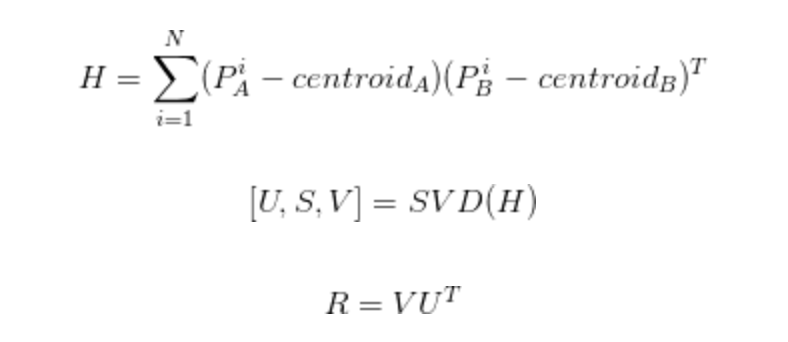 H = \sum_{i=1}^{N} (P_A^i - centroid_A)(P_B^i - centroid_B)^T
[U, S, V] = SVD(H)
R = VU^T